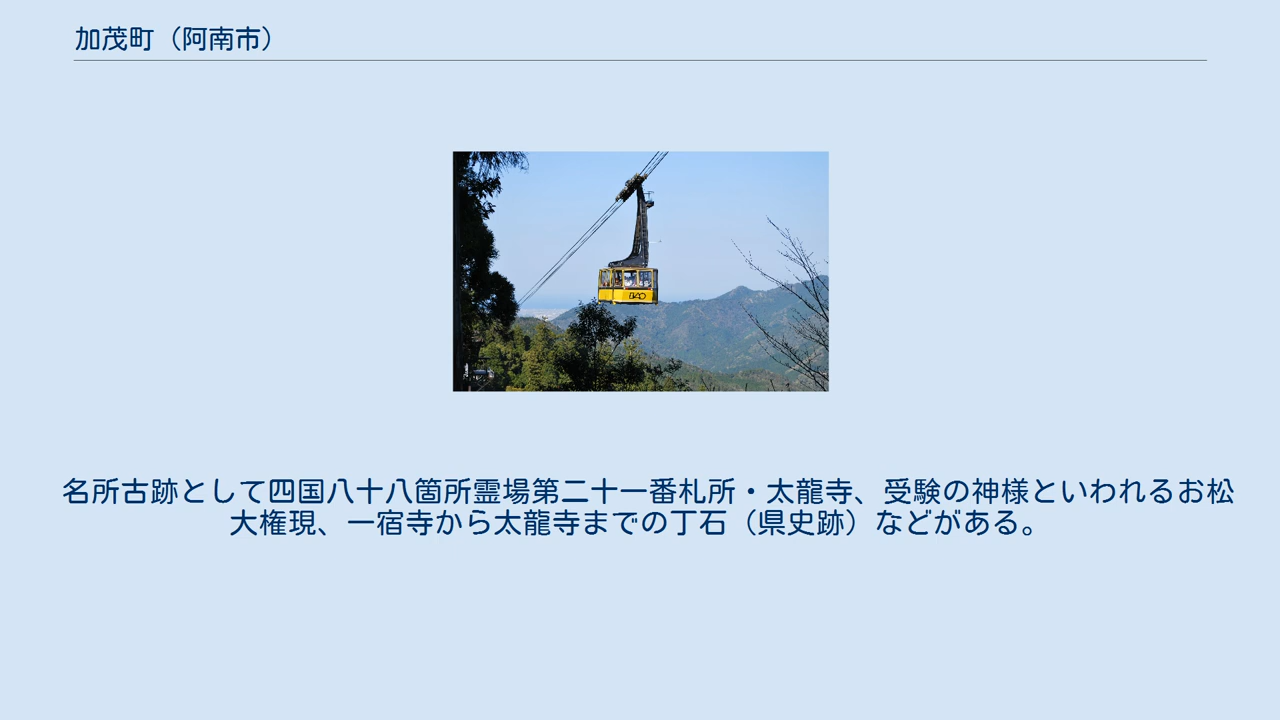 加茂町（阿南市）
名所古跡として四国八十八箇所霊場第二十一番札所・太龍寺、受験の神様といわれるお松
大権現、一宿寺から太龍寺までの丁石（県史跡）などがある。